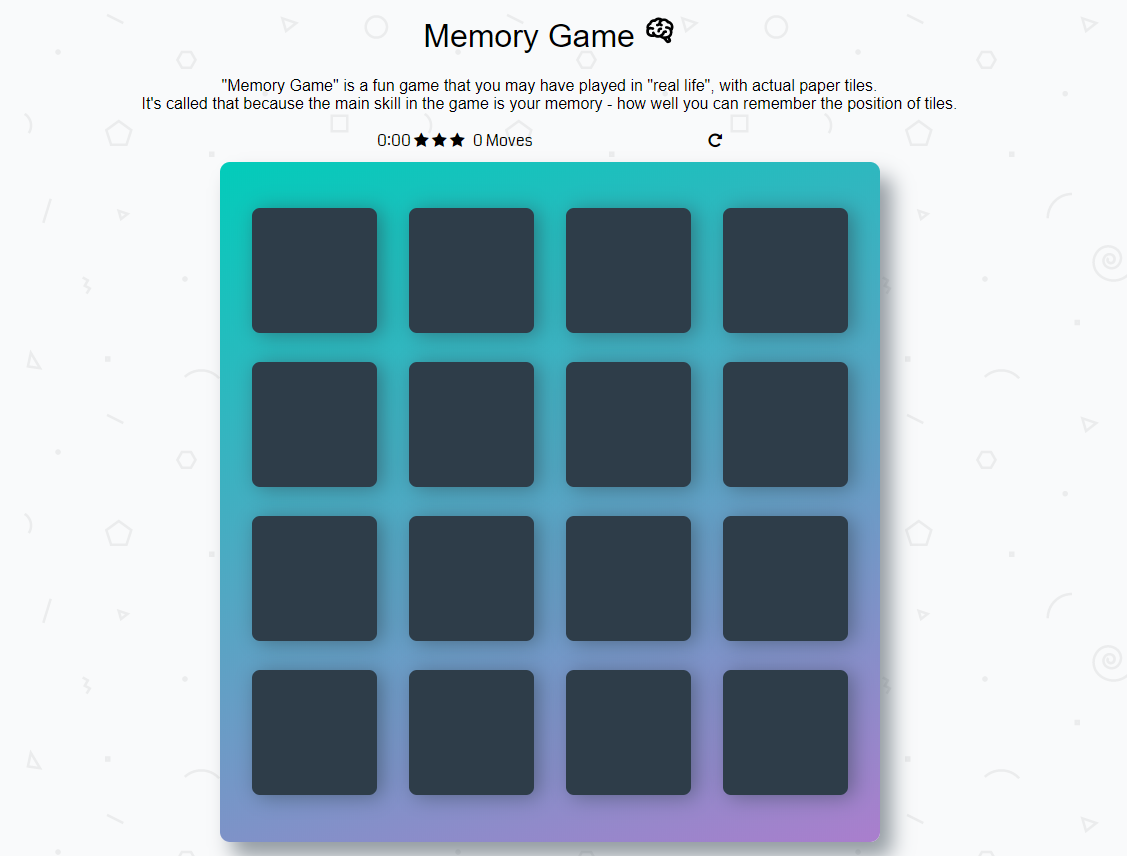 Memory Game
"Memory Game" is a fun game that you may have played in "real life", with actual paper tiles.
It's called that because the main skill in the game is your memory - how well you can remember the position of tiles.
0:00 0 Moves